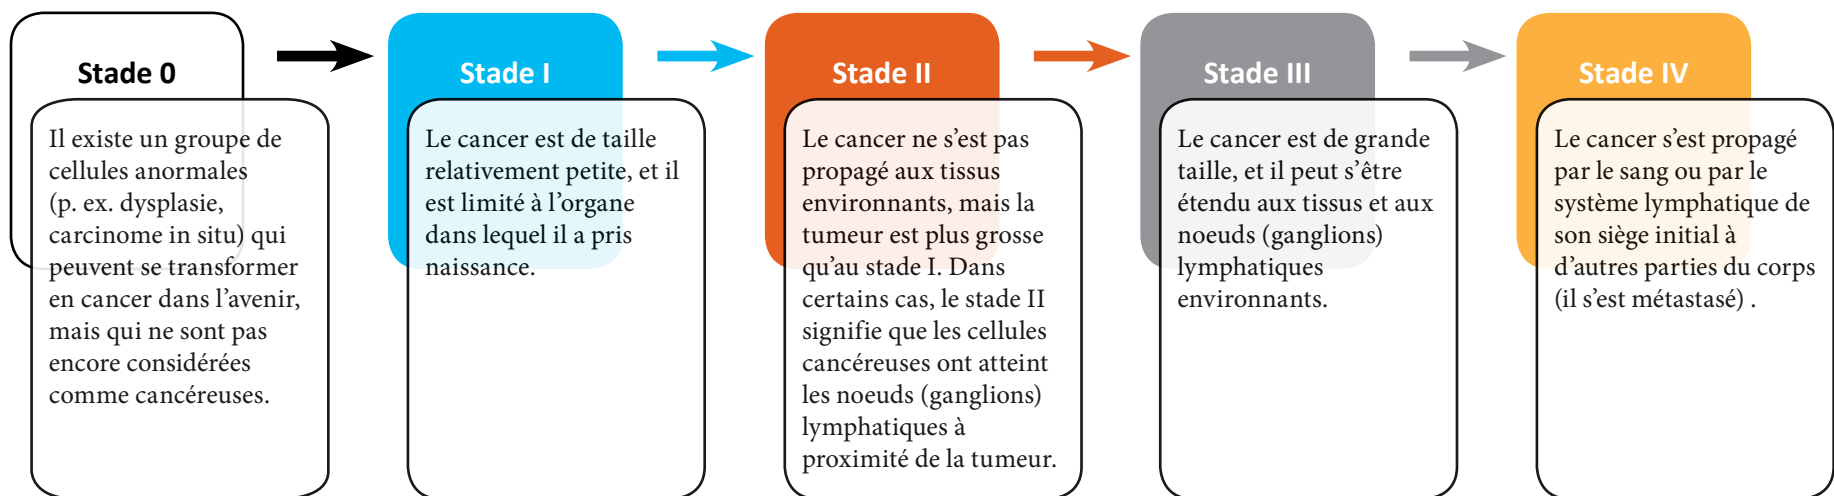 Stade 0
Il existe un groupe de
cellules anormales
(p. ex. dysplasie,
carcinome in situ) qui
peuvent se transformer
en cancer dans l’avenir,
mais qui ne sont pas
encore considérées
comme cancéreuses.
Stade I
Le cancer est de taille
relativement petite, et il
est limité à l’organe
dans lequel il a pris
naissance.
Stade II
Le cancer ne s’est pas
propagé aux tissus
environnants, mais la
tumeur est plus grosse
qu’au stade I. Dans
certains cas, le stade II
signifie que les cellules
cancéreuses ont atteint
les noeuds (ganglions)
lymphatiques à
proximité de la tumeur.
Stade III
Le cancer est de grande
taille, et il peut s’être
étendu aux tissus et aux
noeuds (ganglions)
lymphatiques
environnants.
Stade IV
Le cancer s’est propagé
par le sang ou par le
système lymphatique de
son siège initial à
d’autres parties du corps
(il s’est métastasé) .